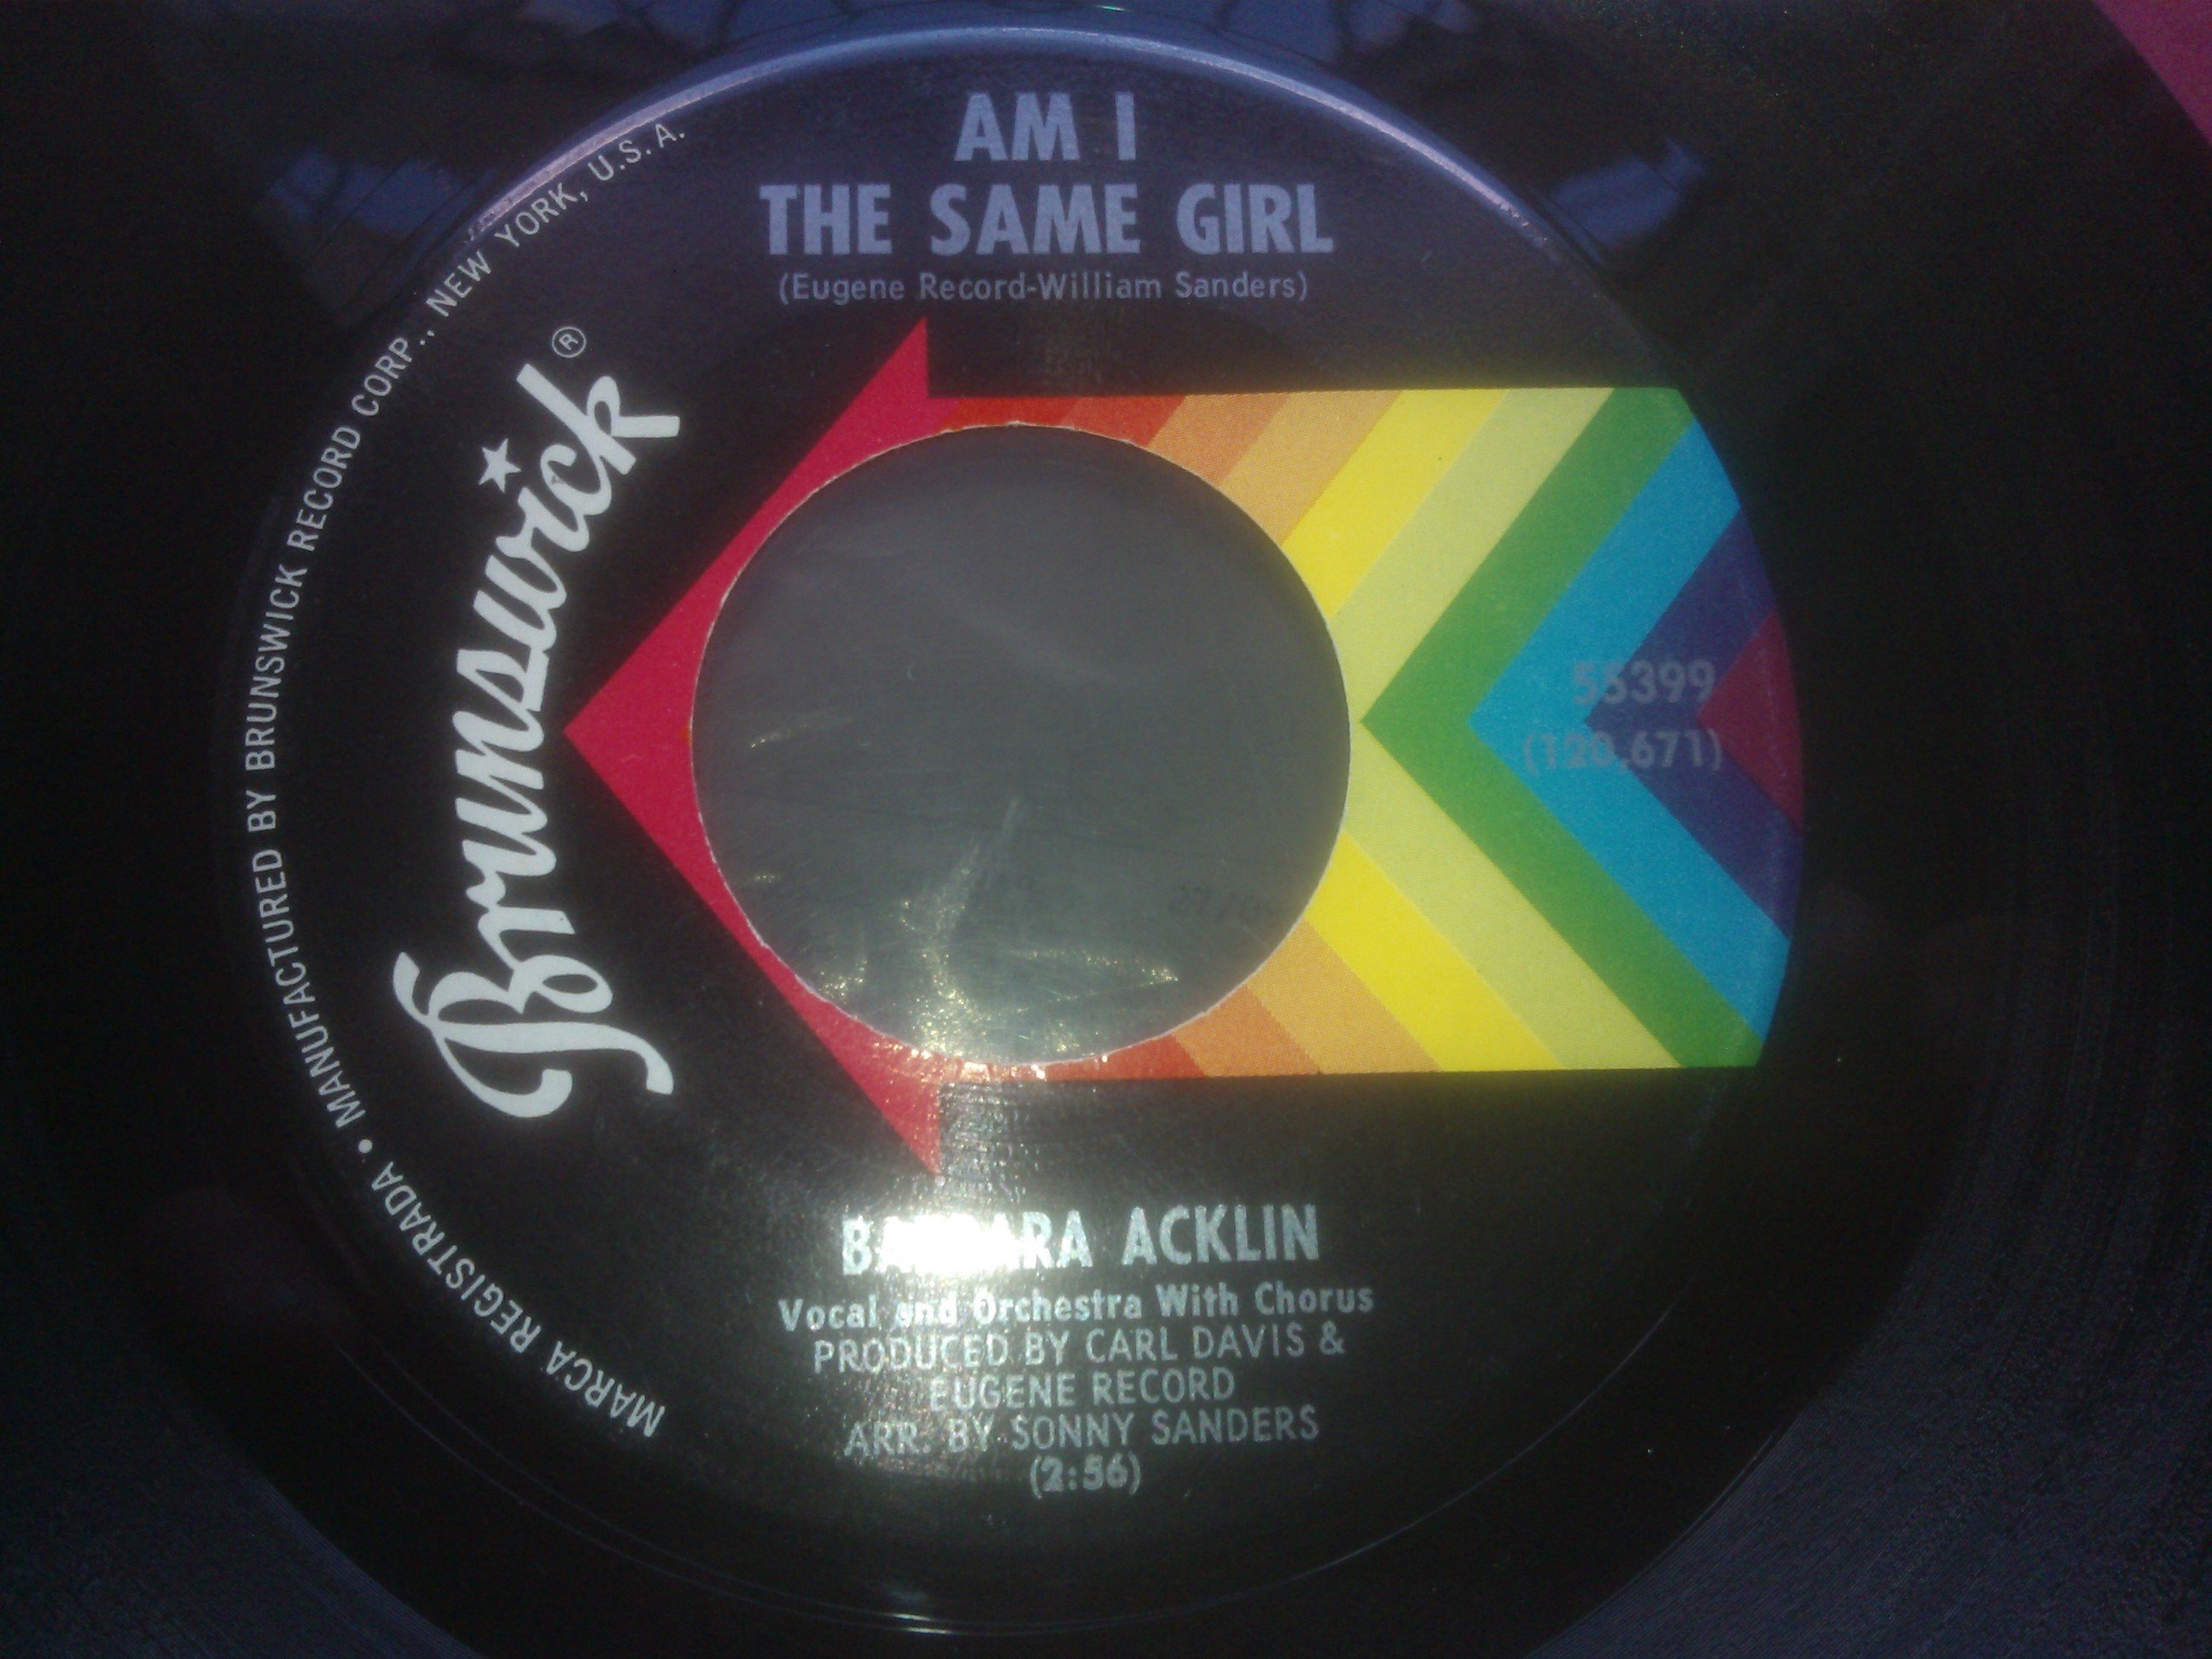 AM I
THE SAME GIRL
(Eugene Record-William Sanders)
Brunswick®
MARCA REGISTRADA • MANUFACTURED BY BRUNSWICK RECORD CORP., NEW YORK, U.S.A.
55399
(120,671)
BARBARA ACKLIN
Vocal and Orchestra With Chorus
PRODUCED BY CARL DAVIS &
EUGENE RECORD
ARR. BY SONNY SANDERS
(2:56)